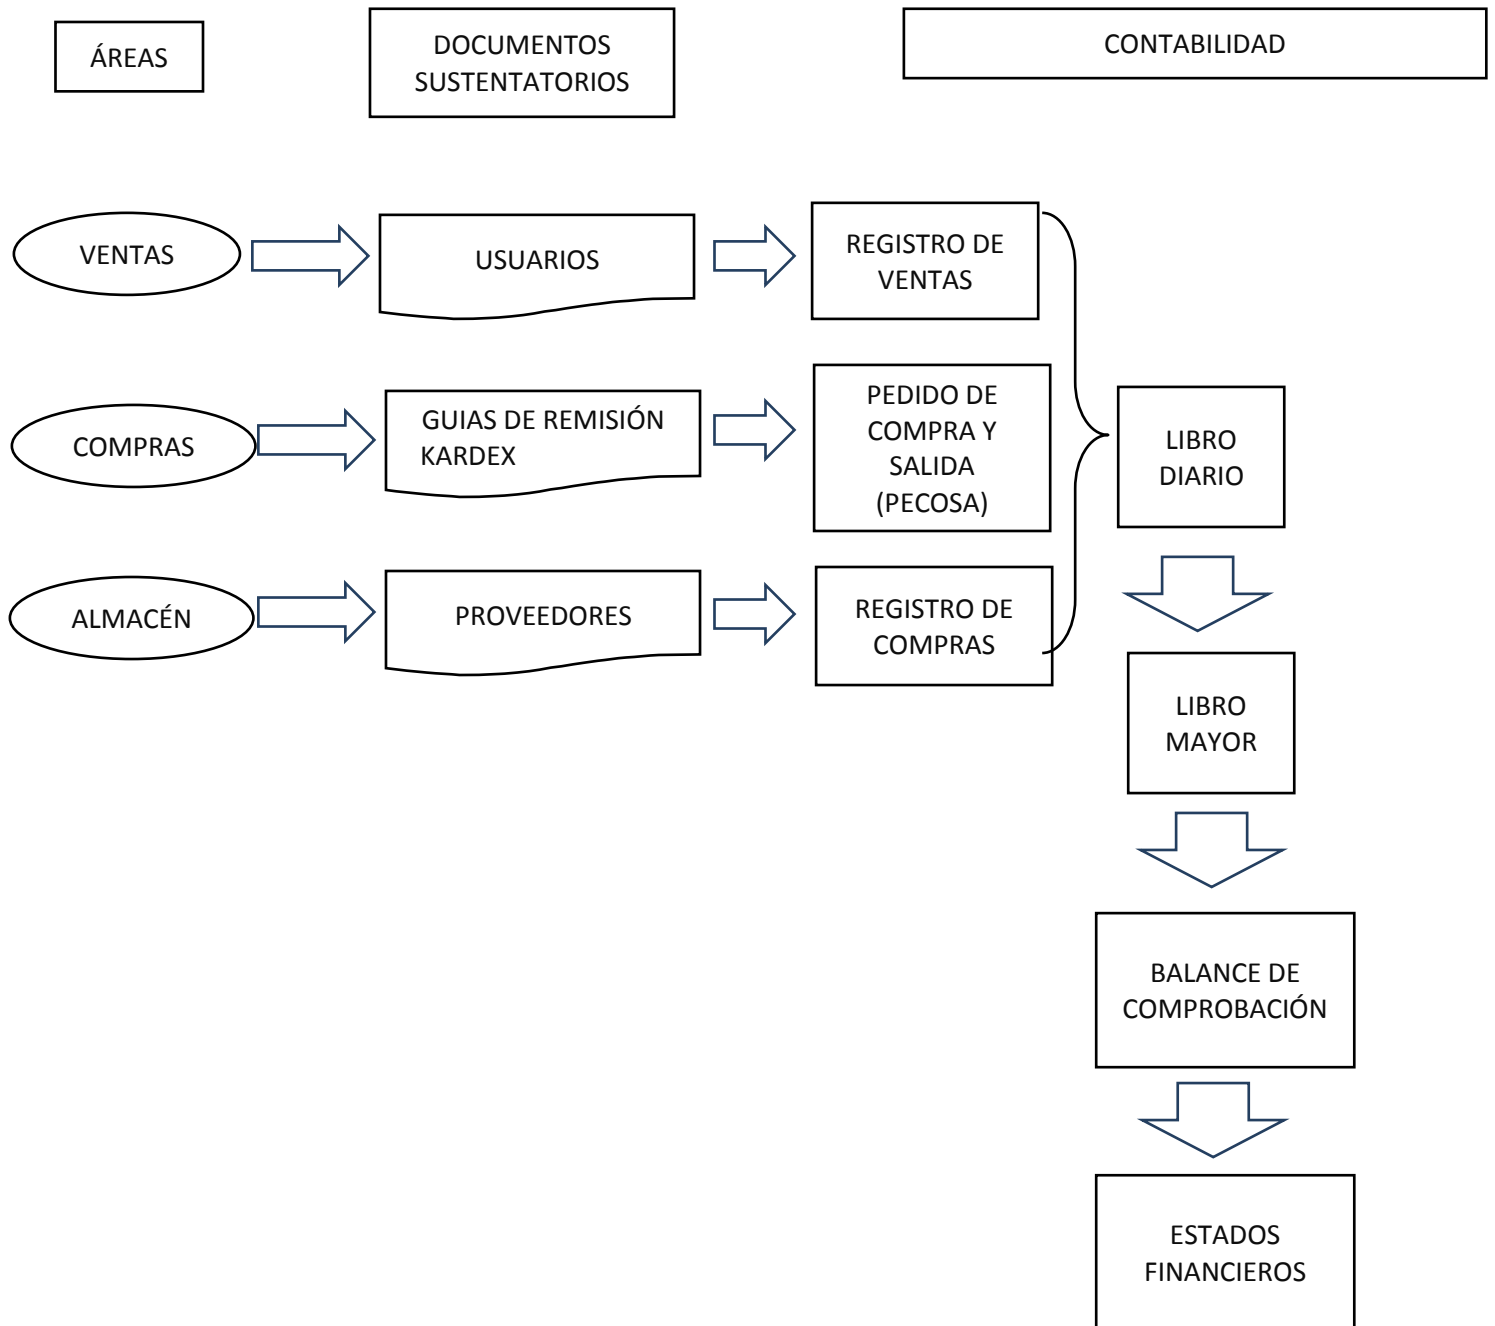 ÁREAS
DOCUMENTOS
SUSTENTATORIOS
CONTABILIDAD
VENTAS
USUARIOS
REGISTRO DE
VENTAS
COMPRAS
GUIAS DE REMISIÓN
KARDEX
PEDIDO DE
COMPRA Y
SALIDA
(PECOSA)
LIBRO
DIARIO
ALMACÉN
PROVEEDORES
REGISTRO DE
COMPRAS
LIBRO
MAYOR
BALANCE DE
COMPROBACIÓN
ESTADOS
FINANCIEROS